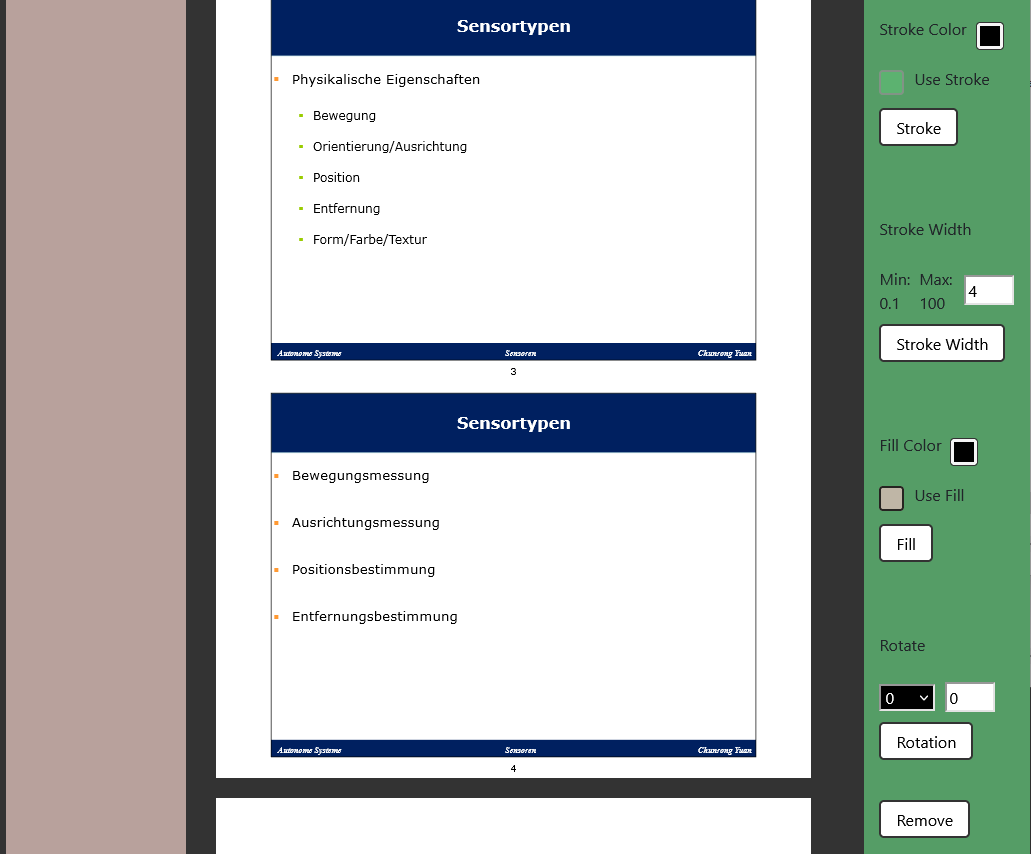 Sensortypen
Physikalische Eigenschaften
Bewegung
Orientierung/Ausrichtung
Position
Entfernung
Form/Farbe/Textur
Autonome Systeme Sensoren Chunrong Yuan
3
Sensortypen
Bewegungsmessung
Ausrichtungsmessung
Positionsbestimmung
Entfernungsbestimmung
Autonome Systeme Sensoren Chunrong Yuan
4
Stroke Color
Use Stroke
Stroke
Stroke Width
Min: Max:
0.1 100 4
Stroke Width
Fill Color
Use Fill
Fill
Rotate
0 0
Rotation
Remove